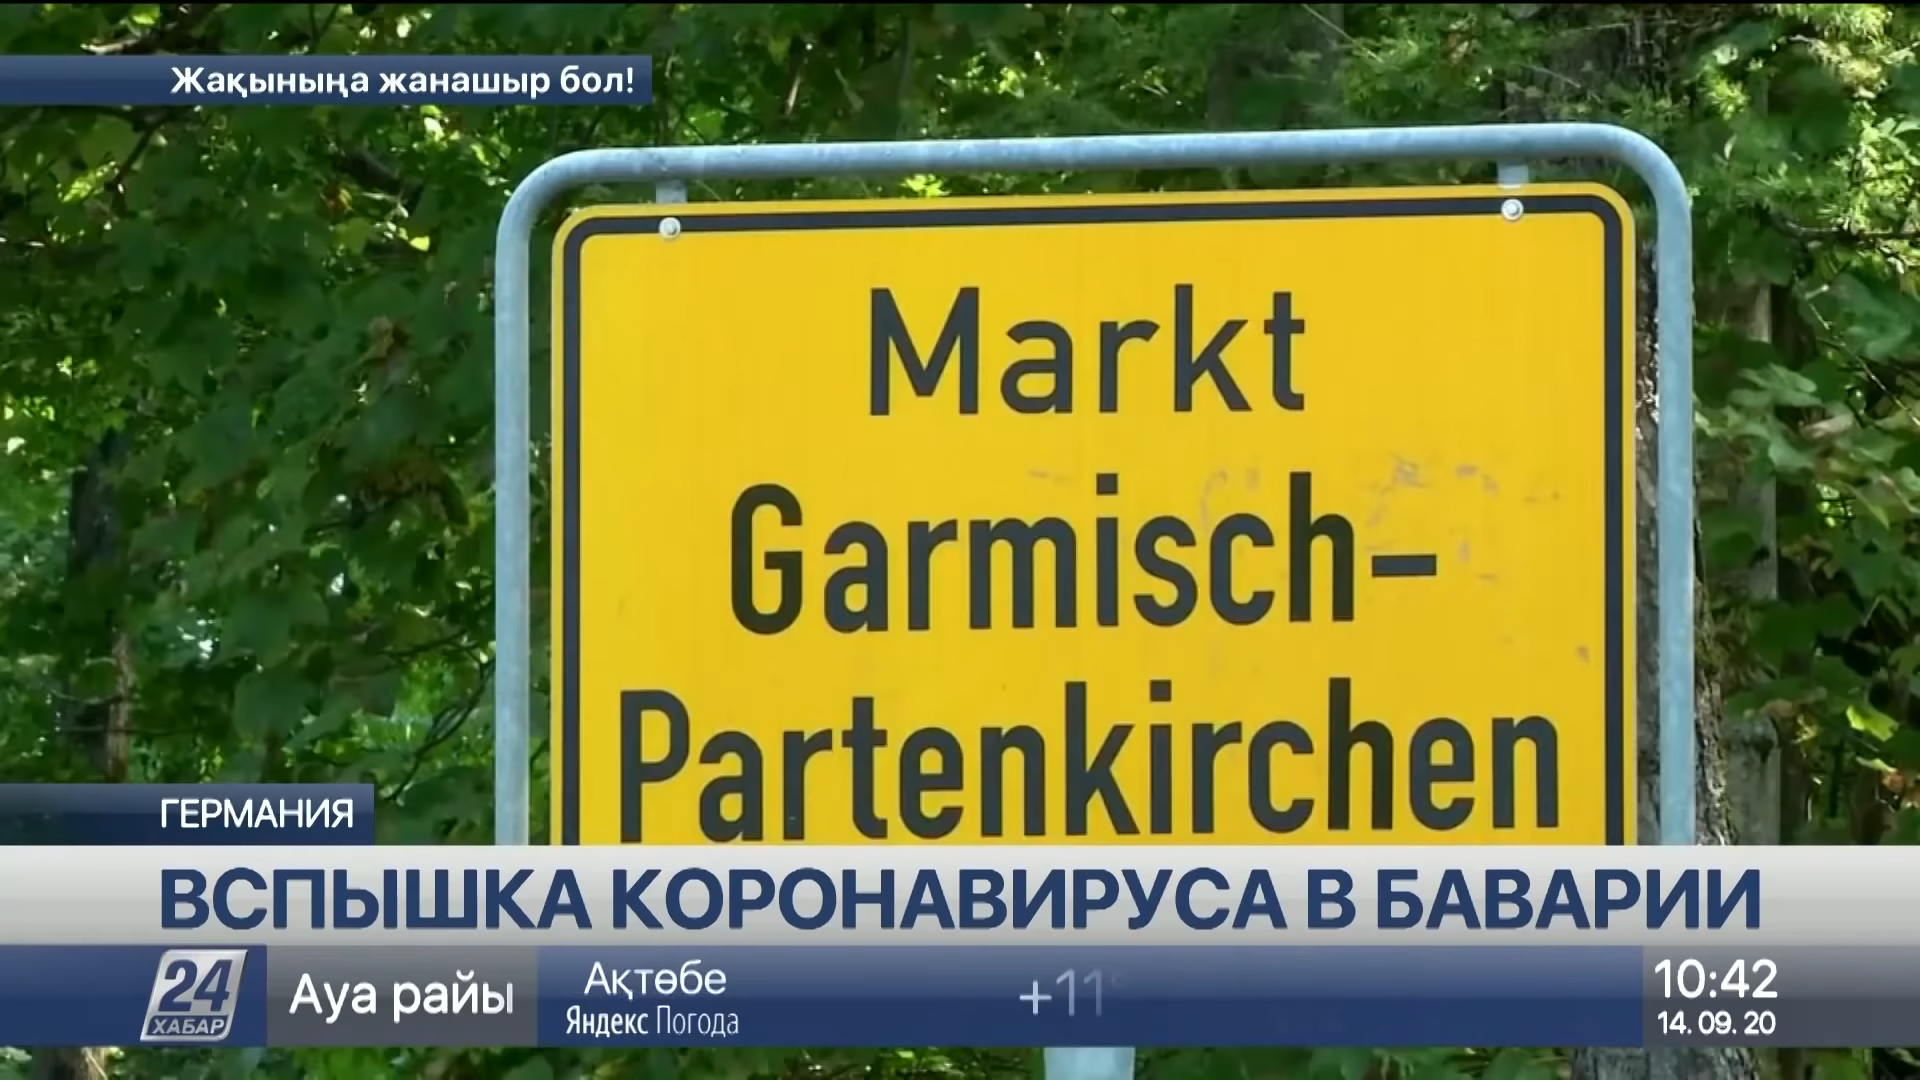 Жақыныңа жанашыр бол!
Markt
Garmisch-
Partenkirchen
ГЕРМАНИЯ
ВСПЫШКА КОРОНАВИРУСА В БАВАРИИ
24
ХАБАР
Ауа райы
Ақтөбе
Яндекс Погода
+11°
10:42
14. 09. 20